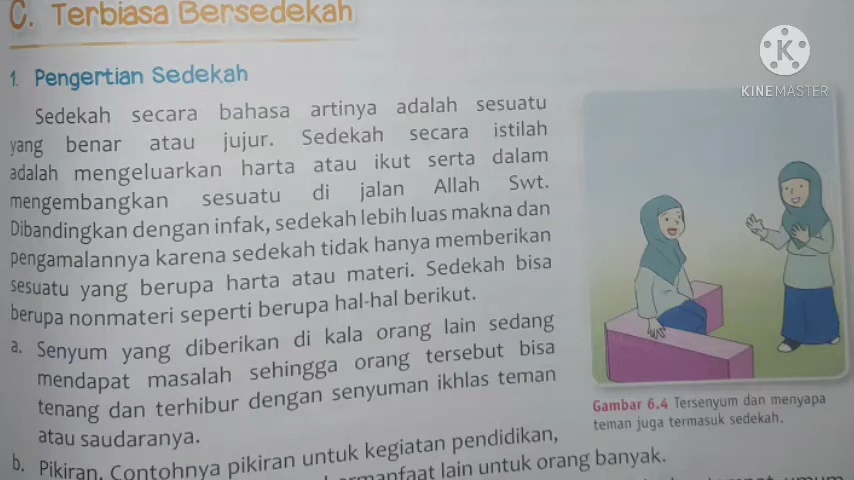 C. Terbiasa Bersedekah
1. Pengertian Sedekah
Sedekah secara bahasa artinya adalah sesuatu
yang benar atau jujur. Sedekah secara istilah
adalah mengeluarkan harta atau ikut serta dalam
mengembangkan sesuatu di jalan Allah Swt.
Dibandingkan dengan infak, sedekah lebih luas makna dan
pengamalannya karena sedekah tidak hanya memberikan
sesuatu yang berupa harta atau materi. Sedekah bisa
berupa nonmateri seperti berupa hal-hal berikut.
a. Senyum yang diberikan di kala orang lain sedang
mendapat masalah sehingga orang tersebut bisa
tenang dan terhibur dengan senyuman ikhlas teman
atau saudaranya.
b. Pikiran. Contohnya pikiran untuk kegiatan pendidikan,
lain untuk orang banyak.
KINEMASTER
Gambar 6.4 Tersenyum dan menyapa
teman juga termasuk sedekah.